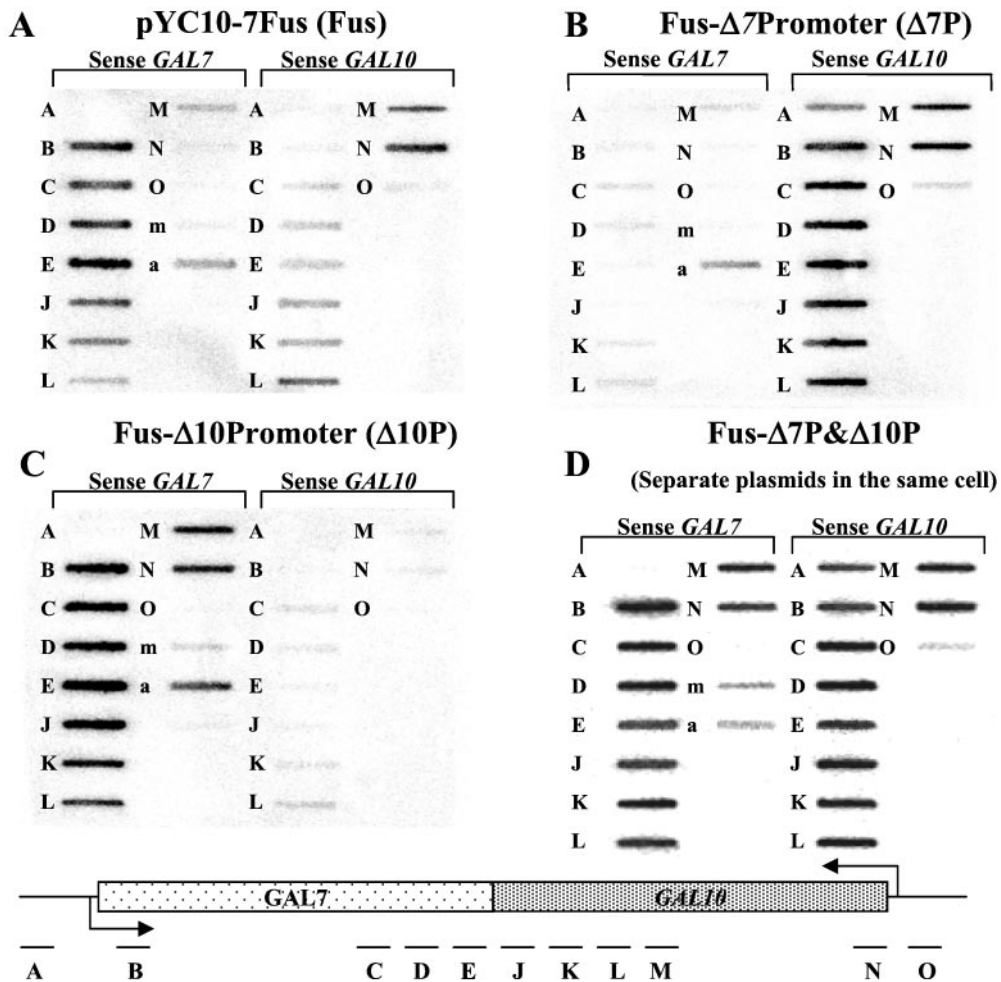 A pYC10-7Fus (Fus)
Sense GAL7 Sense GAL10
A M A M
B N B N
C O C O
D m D
E a E
J J
K K
L L
B Fus-Δ7Promoter (Δ7P)
Sense GAL7 Sense GAL10
A M A M
B N B N
C O C O
D m D
E a E
J J
K K
L L
C Fus-Δ10Promoter (Δ10P)
Sense GAL7 Sense GAL10
A M A M
B N B N
C O C O
D m D
E a E
J J
K K
L L
D Fus-Δ7P&Δ10P
(Separate plasmids in the same cell)
Sense GAL7 Sense GAL10
A M A M
B N B N
C O C O
D m D
E a E
J J
K K
L L
GAL7 GAL10
A B C D E J K L M N O